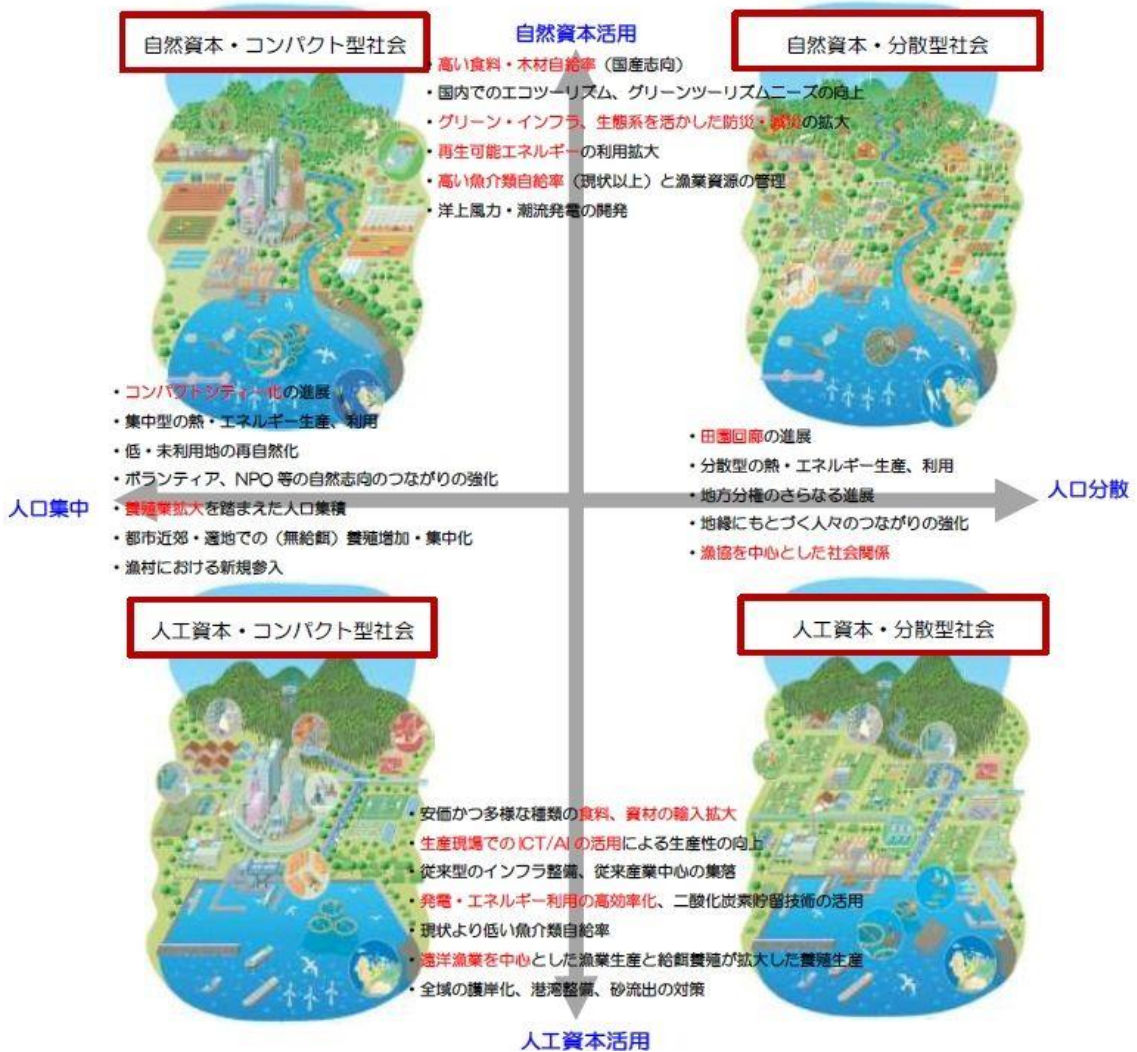 自然資本・コンパクト型社会
自然資本活用
自然資本・分散型社会
・高い食料・木材自給率（国産志向）
・国内でのエコツーリズム、グリーンツーリズムニーズの向上
・グリーン・インフラ、生態系を活かした防災・減災の拡大
・再生可能エネルギーの利用拡大
・高い魚介類自給率（現状以上）と漁業資源の管理
・洋上風力・潮流発電の開発
・コンパクトシティー化の進展
・集中型の熱・エネルギー生産、利用
・低・未利用地の再自然化
・ボランティア、NPO 等の自然志向のつながりの強化
・養殖業拡大を踏まえた人口集積
・都市近郊・適地での（無給餌）養殖増加・集中化
・漁村における新規参入
人口集中
・田園回廊の進展
・分散型の熱・エネルギー生産、利用
・地方分権のさらなる進展
・地縁にもとづく人々のつながりの強化
・漁協を中心とした社会関係
人口分散
人工資本・コンパクト型社会
人工資本・分散型社会
・安価かつ多様な種類の食料、資材の輸入拡大
・生産現場での ICT/AI の活用による生産性の向上
・従来型のインフラ整備、従来産業中心の集落
・発電・エネルギー利用の高効率化、二酸化炭素貯留技術の活用
・現状より低い魚介類自給率
・遠洋漁業を中心とした漁業生産と給餌養殖が拡大した養殖生産
・全域の護岸化、港湾整備、砂流出の対策
人工資本活用